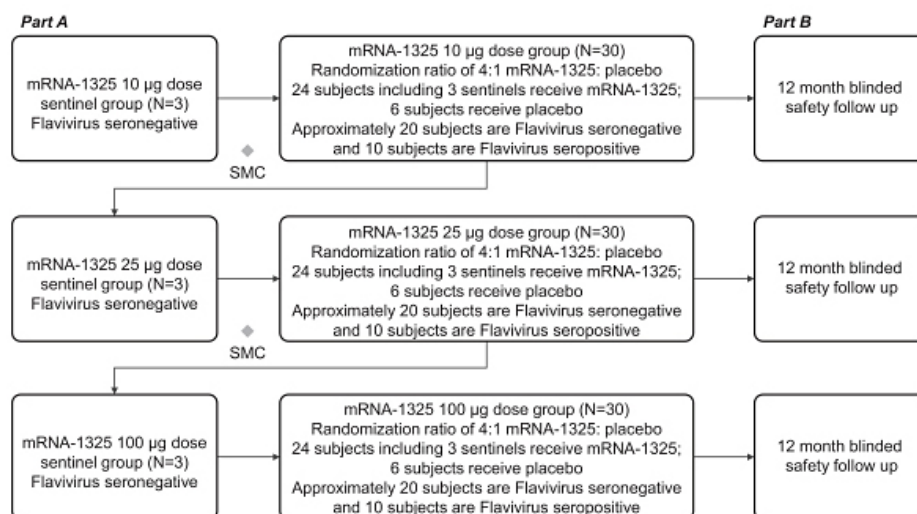 Part A
Part B
mRNA-1325 10 µg dose
sentinel group (N=3)
Flavivirus seronegative
mRNA-1325 10 µg dose group (N=30)
Randomization ratio of 4:1 mRNA-1325: placebo
24 subjects including 3 sentinels receive mRNA-1325;
6 subjects receive placebo
Approximately 20 subjects are Flavivirus seronegative
and 10 subjects are Flavivirus seropositive
12 month blinded
safety follow up
SMC
mRNA-1325 25 µg dose
sentinel group (N=3)
Flavivirus seronegative
mRNA-1325 25 µg dose group (N=30)
Randomization ratio of 4:1 mRNA-1325: placebo
24 subjects including 3 sentinels receive mRNA-1325;
6 subjects receive placebo
Approximately 20 subjects are Flavivirus seronegative
and 10 subjects are Flavivirus seropositive
12 month blinded
safety follow up
SMC
mRNA-1325 100 µg dose
sentinel group (N=3)
Flavivirus seronegative
mRNA-1325 100 µg dose group (N=30)
Randomization ratio of 4:1 mRNA-1325: placebo
24 subjects including 3 sentinels receive mRNA-1325;
6 subjects receive placebo
Approximately 20 subjects are Flavivirus seronegative
and 10 subjects are Flavivirus seropositive
12 month blinded
safety follow up